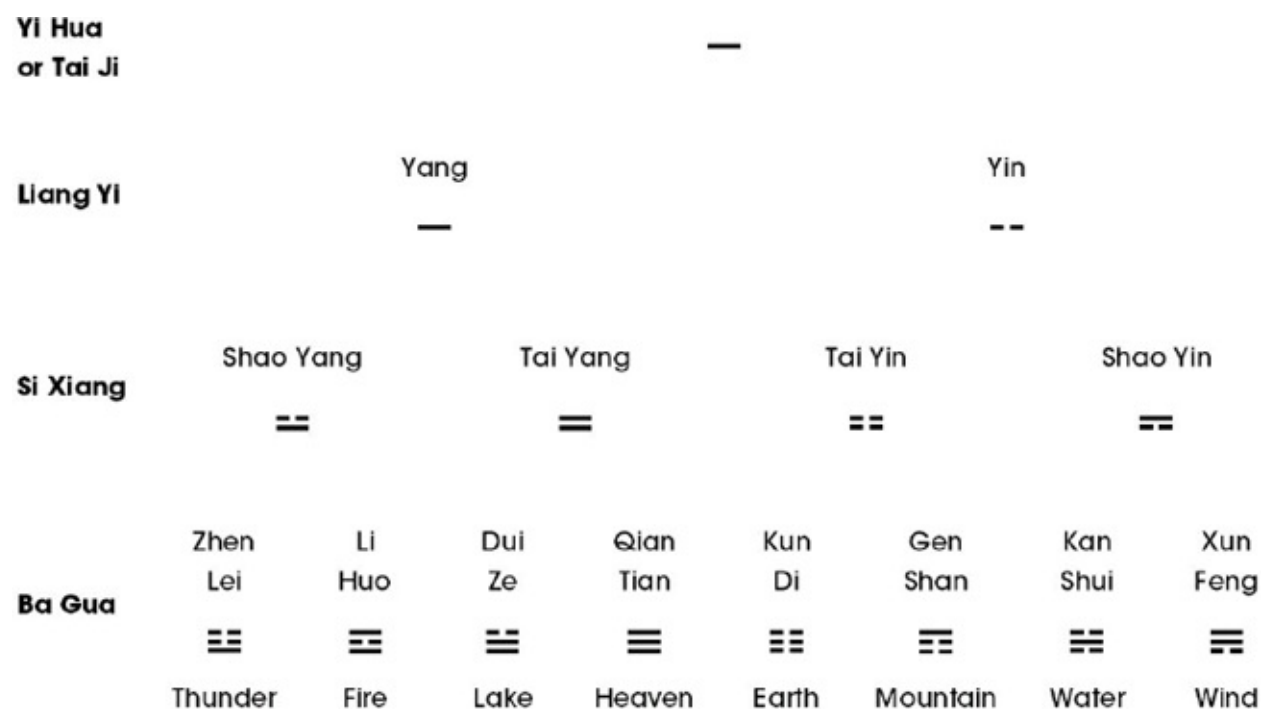 Yi Hua
or Tai Ji
Yang Yin
Liang Yi
Shao Yang Tai Yang Tai Yin Shao Yin
Si Xiang
Zhen Li Dui Qian Kun Gen Kan Xun
Lei Huo Ze Tian Di Shan Shui Feng
Ba Gua
Thunder Fire Lake Heaven Earth Mountain Water Wind